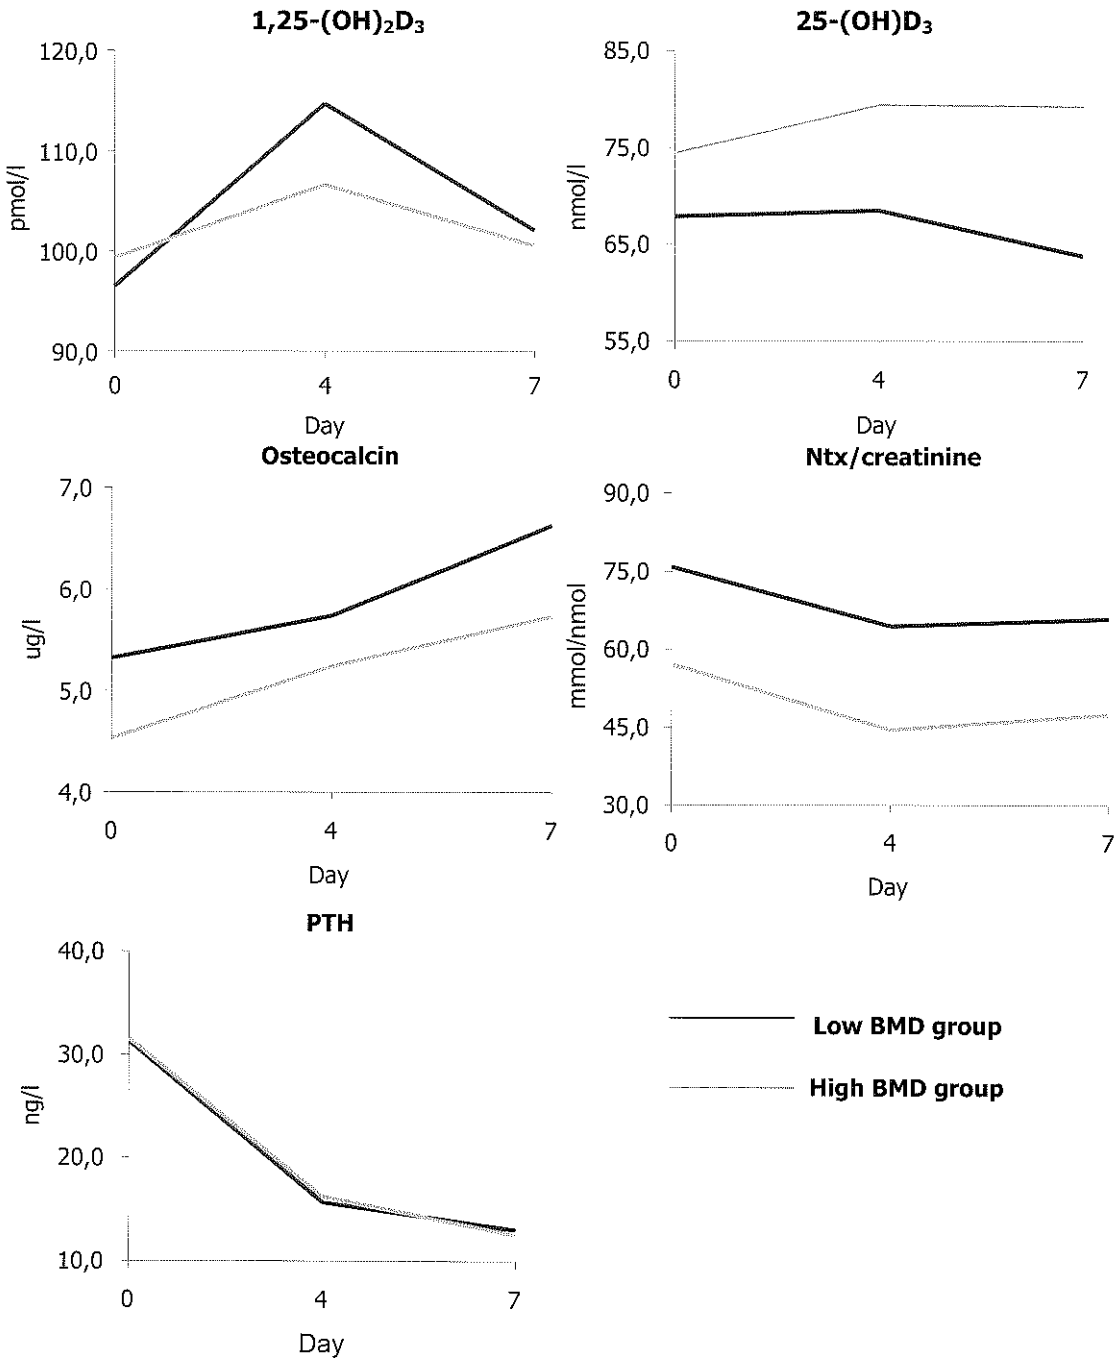 1,25-(OH)₂D₃
120,0
110,0
100,0
90,0
pmol/l
0 4 7
Day
25-(OH)D₃
85,0
75,0
65,0
55,0
nmol/l
0 4 7
Day
Osteocalcin
7,0
6,0
5,0
4,0
ug/l
0 4 7
Day
Ntx/creatinine
90,0
75,0
60,0
45,0
30,0
mmol/nmol
0 4 7
Day
PTH
40,0
30,0
20,0
10,0
ng/l
0 4 7
Day
Low BMD group
High BMD group